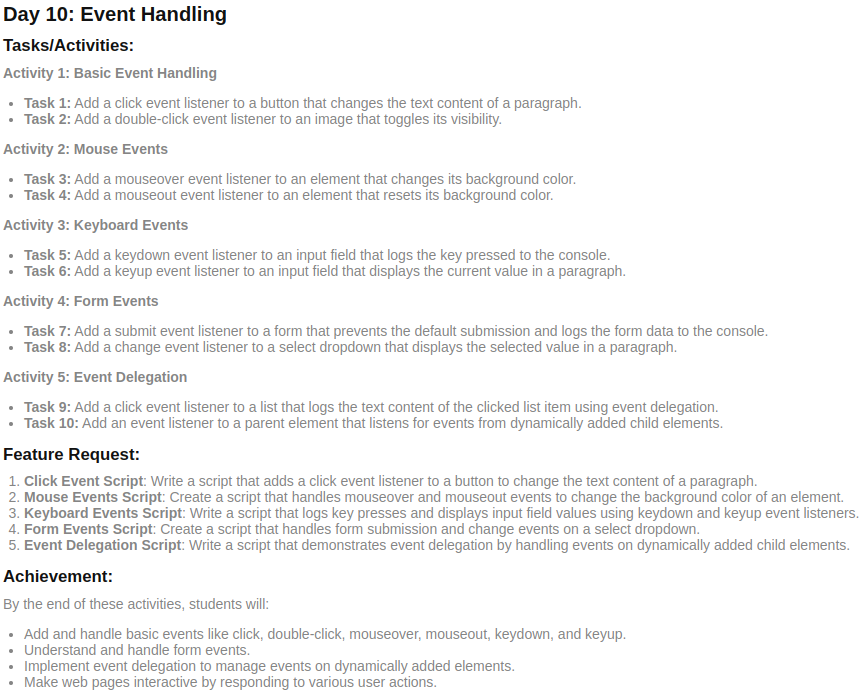 Day 10: Event Handling
Tasks/Activities:
Activity 1: Basic Event Handling
• Task 1: Add a click event listener to a button that changes the text content of a paragraph.
• Task 2: Add a double-click event listener to an image that toggles its visibility.
Activity 2: Mouse Events
• Task 3: Add a mouseover event listener to an element that changes its background color.
• Task 4: Add a mouseout event listener to an element that resets its background color.
Activity 3: Keyboard Events
• Task 5: Add a keydown event listener to an input field that logs the key pressed to the console.
• Task 6: Add a keyup event listener to an input field that displays the current value in a paragraph.
Activity 4: Form Events
• Task 7: Add a submit event listener to a form that prevents the default submission and logs the form data to the console.
• Task 8: Add a change event listener to a select dropdown that displays the selected value in a paragraph.
Activity 5: Event Delegation
• Task 9: Add a click event listener to a list that logs the text content of the clicked list item using event delegation.
• Task 10: Add an event listener to a parent element that listens for events from dynamically added child elements.
Feature Request:
1. Click Event Script: Write a script that adds a click event listener to a button to change the text content of a paragraph.
2. Mouse Events Script: Create a script that handles mouseover and mouseout events to change the background color of an element.
3. Keyboard Events Script: Write a script that logs key presses and displays input field values using keydown and keyup event listeners.
4. Form Events Script: Create a script that handles form submission and change events on a select dropdown.
5. Event Delegation Script: Write a script that demonstrates event delegation by handling events on dynamically added child elements.
Achievement:
By the end of these activities, students will:
• Add and handle basic events like click, double-click, mouseover, mouseout, keydown, and keyup.
• Understand and handle form events.
• Implement event delegation to manage events on dynamically added elements.
• Make web pages interactive by responding to various user actions.